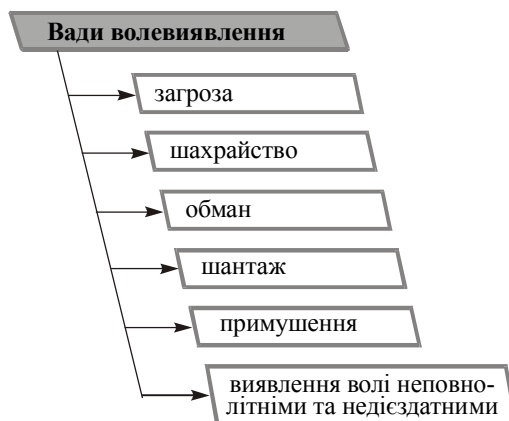 Вади волевиявлення
загроза
шахрайство
обман
шантаж
примушення
виявлення волі неповно-
літніми та недієздатними